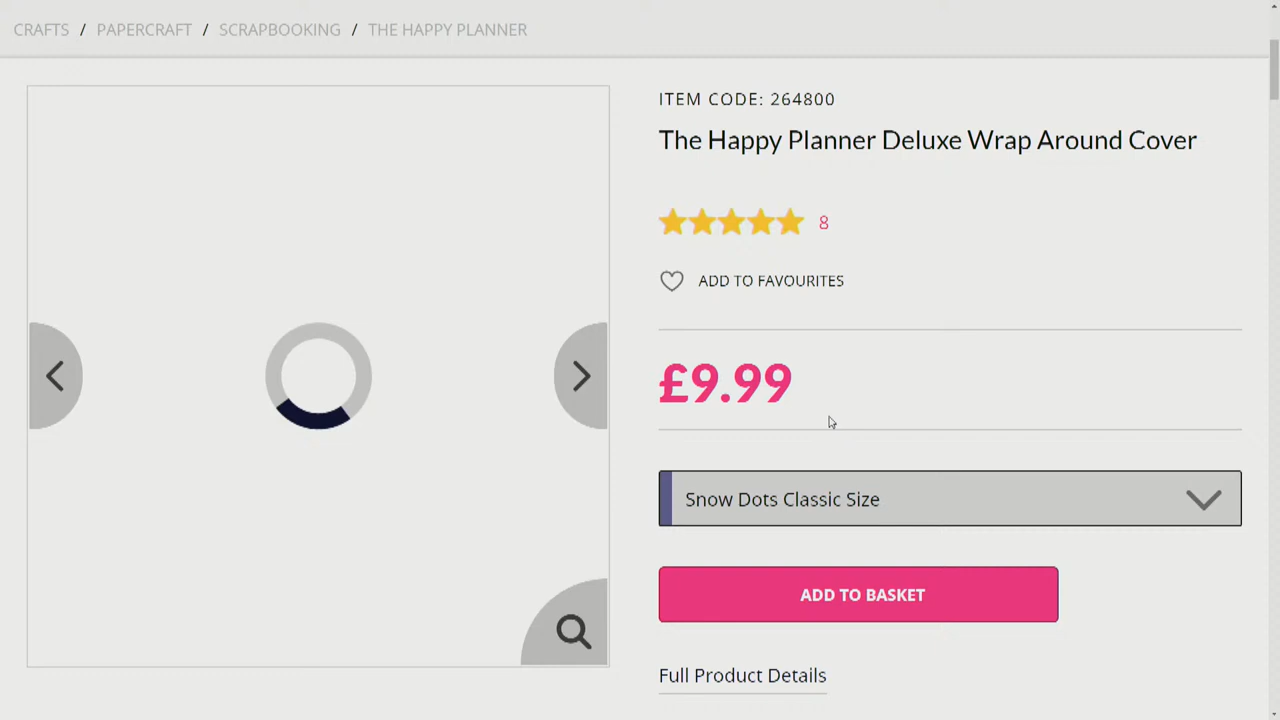 CRAFTS / PAPERCRAFT / SCRAPBOOKING / THE HAPPY PLANNER
ITEM CODE: 264800
The Happy Planner Deluxe Wrap Around Cover
8
ADD TO FAVOURITES
£9.99
Snow Dots Classic Size
ADD TO BASKET
Full Product Details